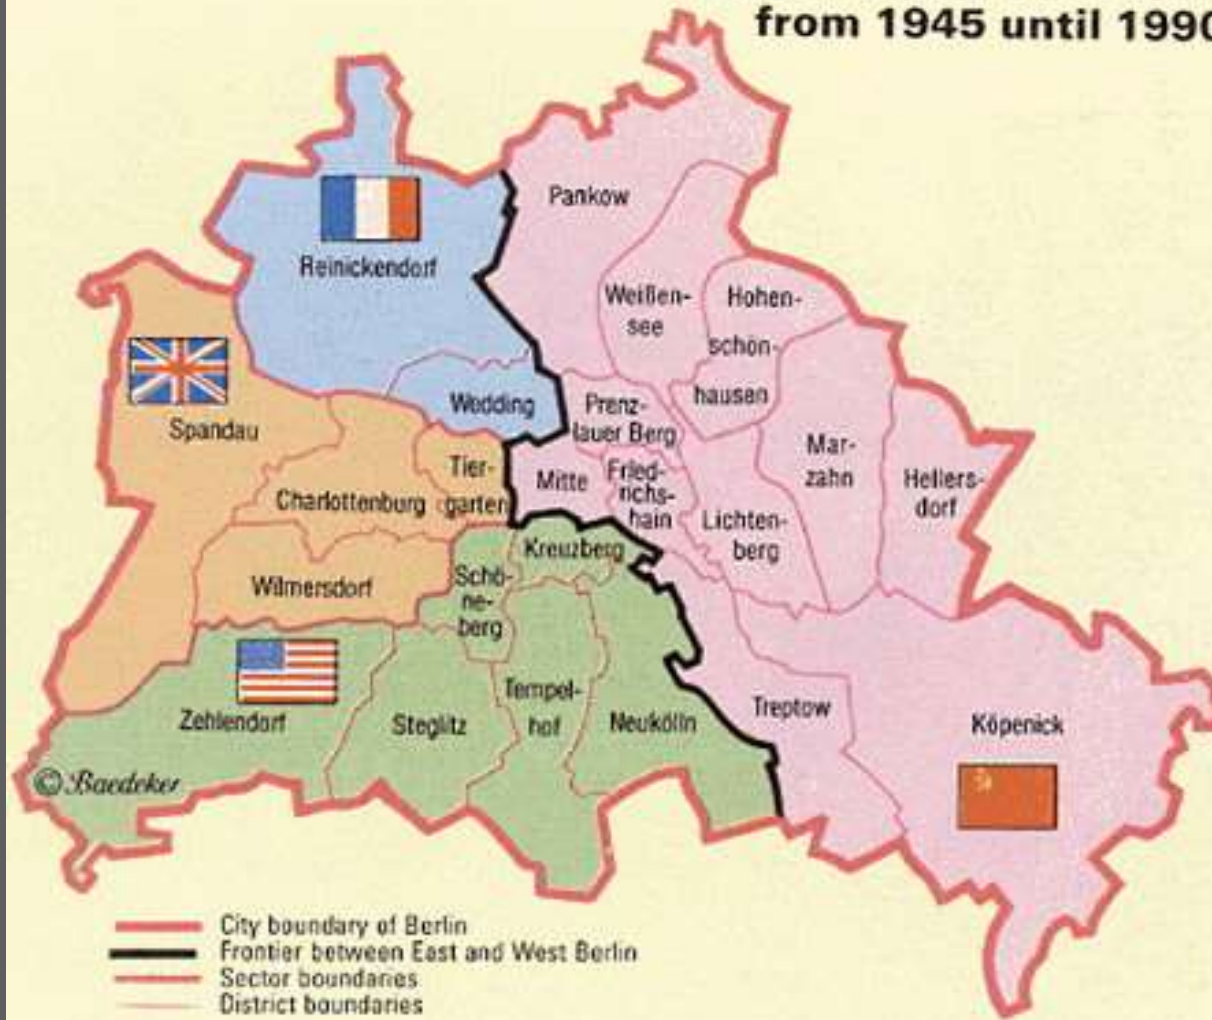 from 1945 until 1990
Pankow
Reinickendorf
Weißen-
see
Hohen-
schön-
hausen
Wedding
Prenz-
lauer Berg
Spandau
Tier-
garten
Mitte
Fried-
richs-
hain
Mar-
zahn
Hellers-
dorf
Charlottenburg
Lichten-
berg
Kreuzberg
Wilmersdorf
Schö-
ne-
berg
Zehlendorf
Steglitz
Tempel-
hof
Neukölln
Treptow
Köpenick
© Baedeker
City boundary of Berlin
Frontier between East and West Berlin
Sector boundaries
District boundaries